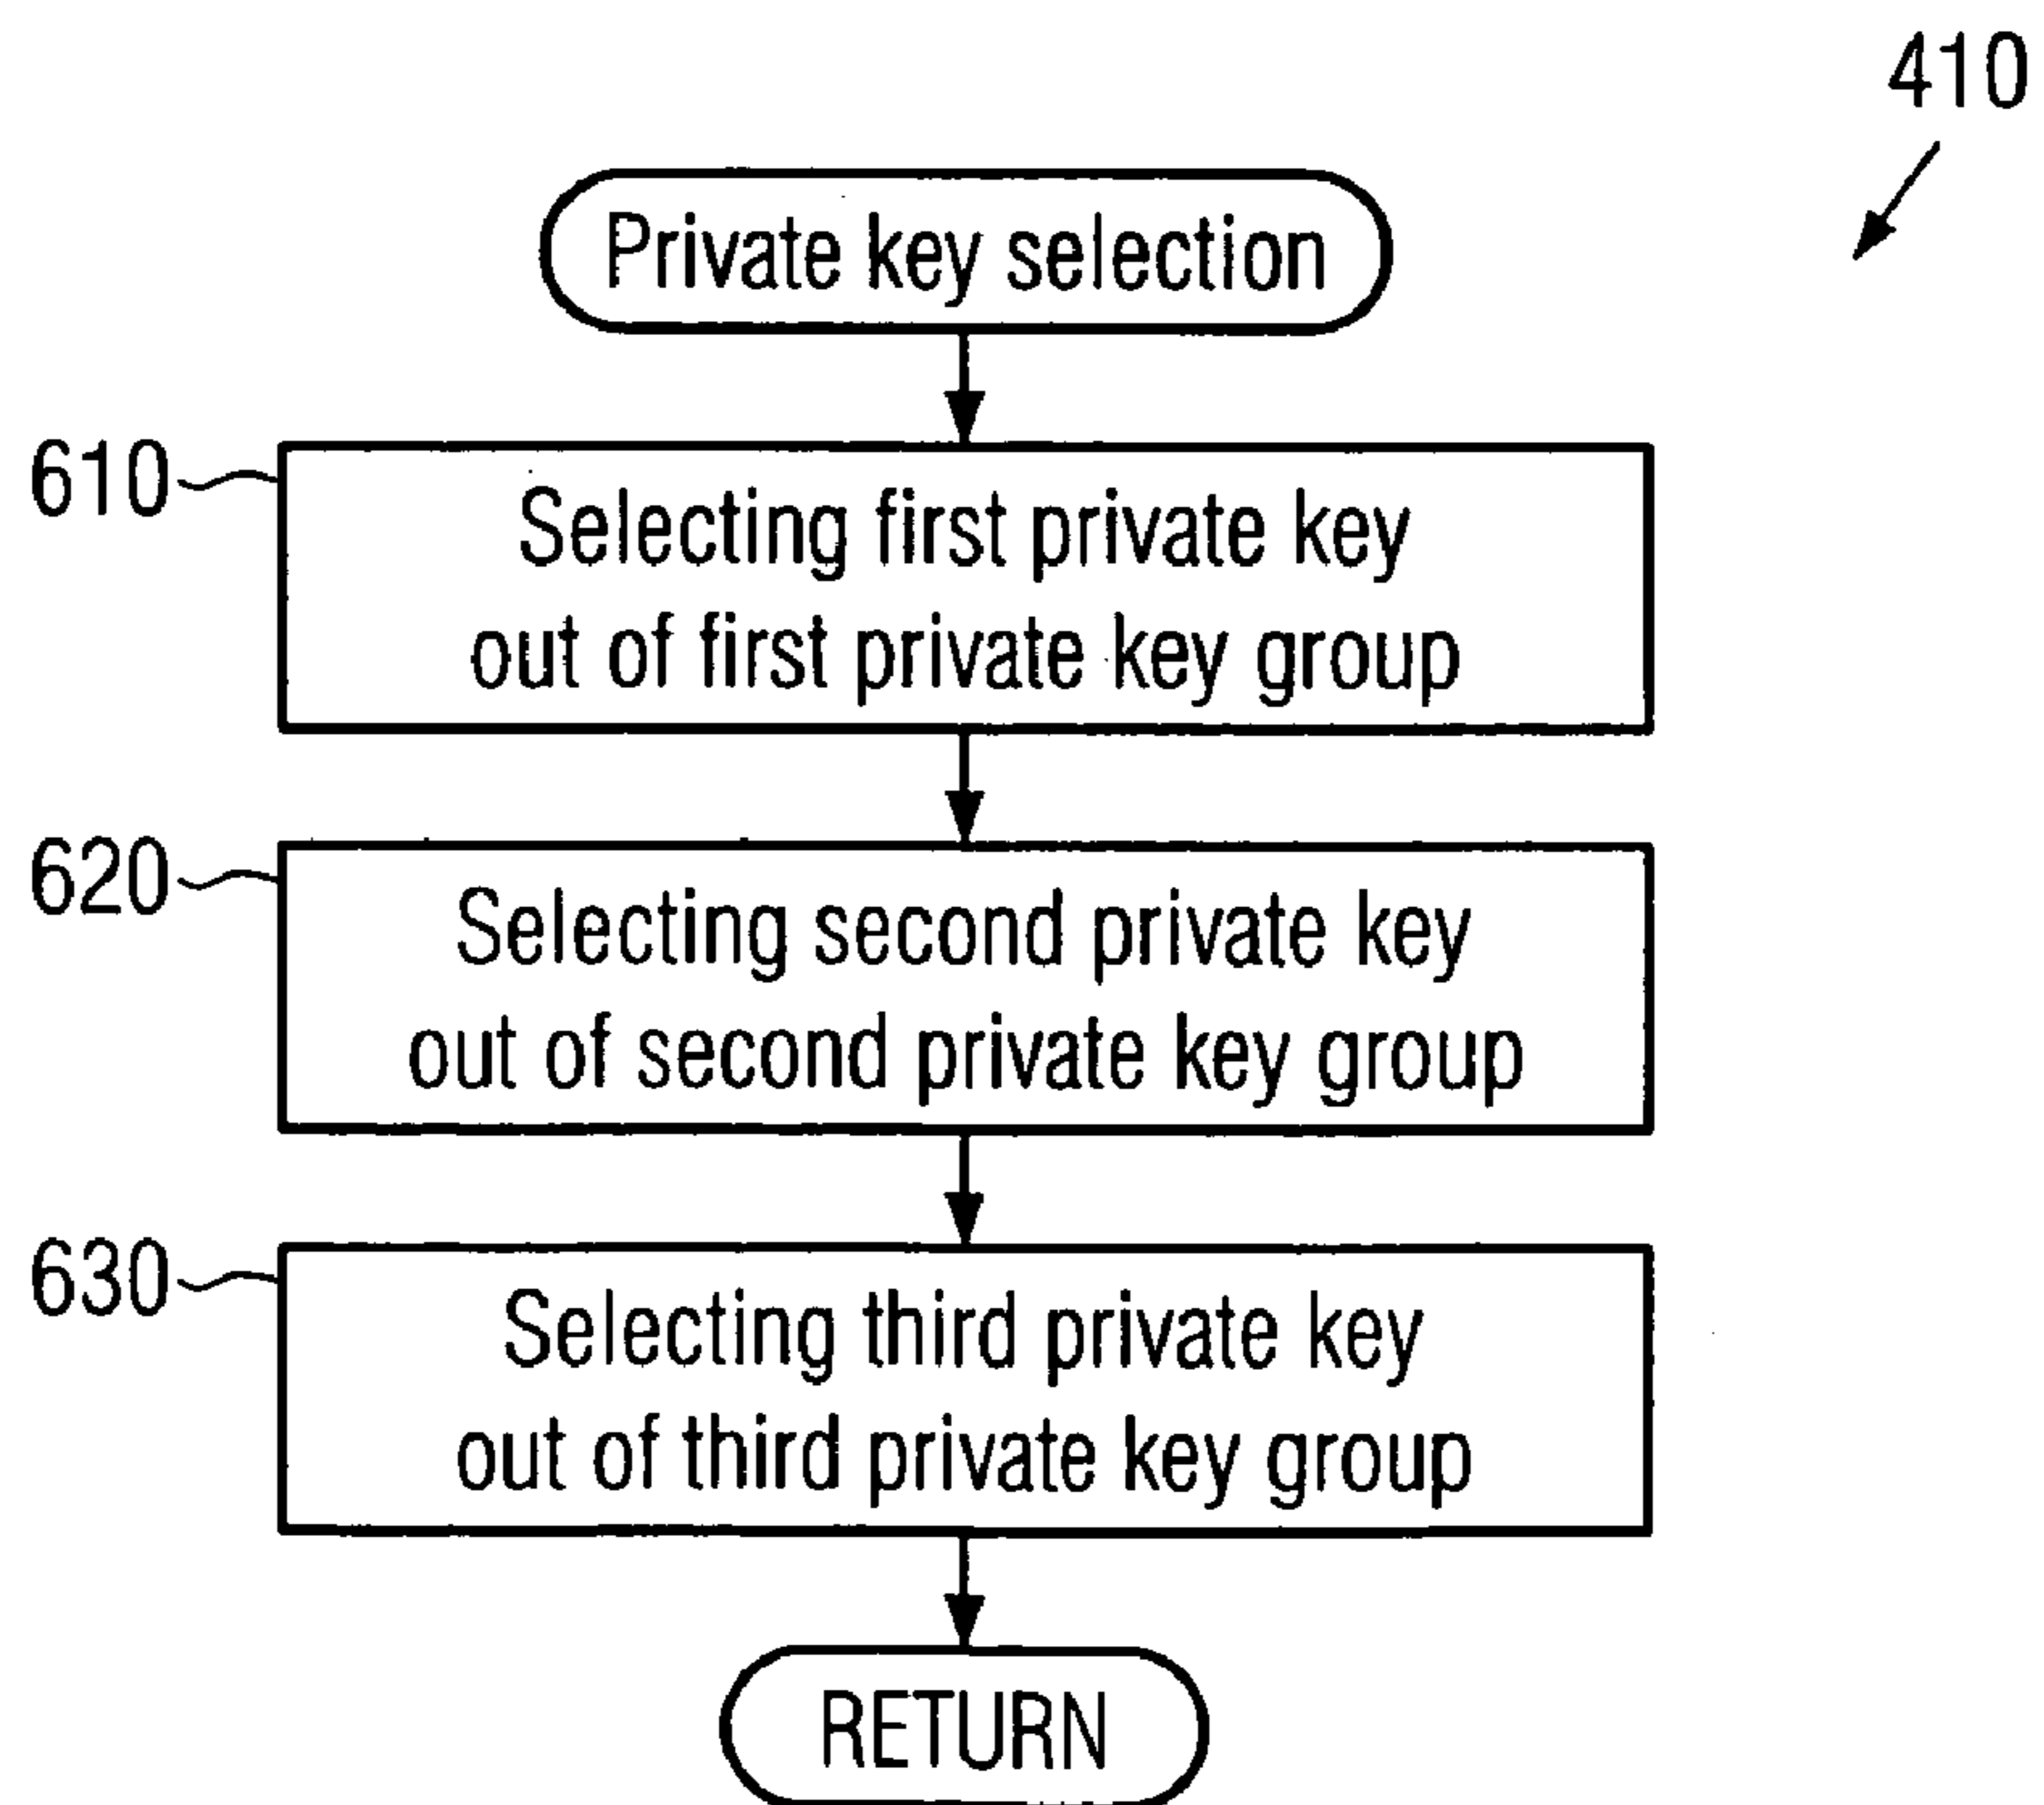 410
Private key selection
610
Selecting first private key
out of first private key group
620
Selecting second private key
out of second private key group
630
Selecting third private key
out of third private key group
RETURN